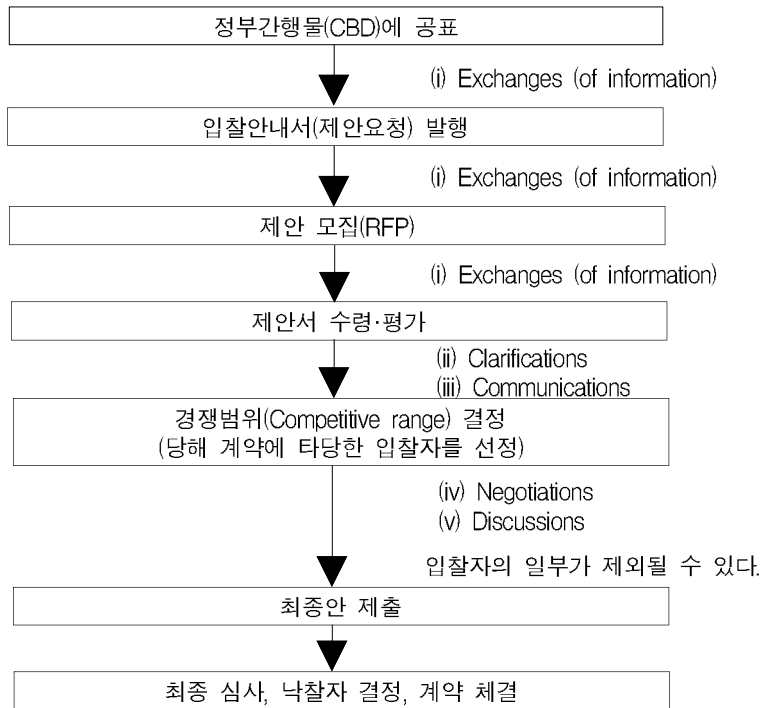 정부간행물(CBD)에 공표
(i) Exchanges (of information)
입찰안내서(제안요청) 발행
(i) Exchanges (of information)
제안 모집(RFP)
(i) Exchanges (of information)
제안서 수령·평가
(ii) Clarifications
(iii) Communications
경쟁범위(Competitive range) 결정
(당해 계약에 타당한 입찰자를 선정)
(iv) Negotiations
(v) Discussions
입찰자의 일부가 제외될 수 있다.
최종안 제출
최종 심사, 낙찰자 결정, 계약 체결